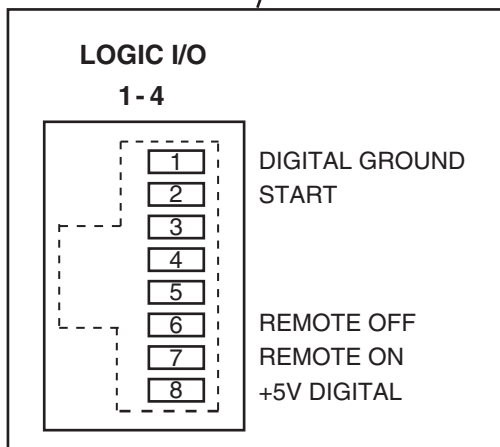 LOGIC I/O
1 - 4
1 DIGITAL GROUND
2 START
3
4
5
6 REMOTE OFF
7 REMOTE ON
8 +5V DIGITAL